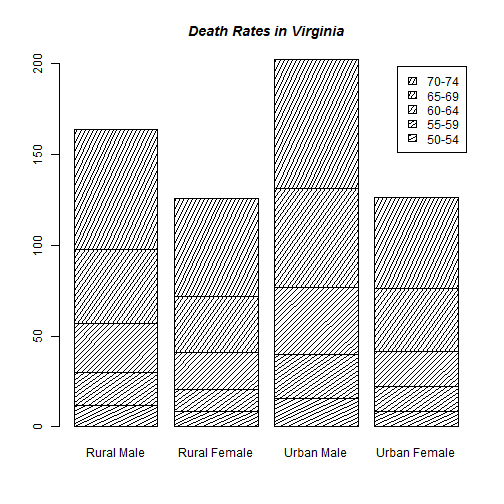 Death Rates in Virginia
200
150
100
50
0
70-74
65-69
60-64
55-59
50-54
Rural Male
Rural Female
Urban Male
Urban Female